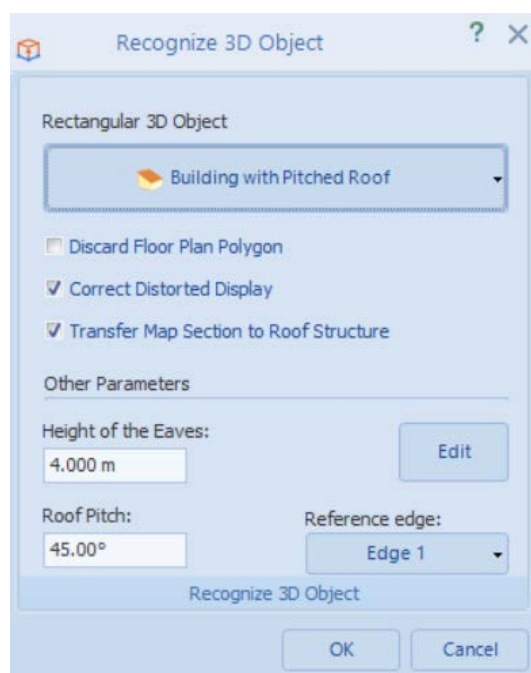 Recognize 3D Object
?
Rectangular 3D Object
Building with Pitched Roof
Discard Floor Plan Polygon
Correct Distorted Display
Transfer Map Section to Roof Structure
Other Parameters
Height of the Eaves:
4.000 m
Edit
Roof Pitch:
Reference edge:
45.00°
Edge 1
Recognize 3D Object
OK
Cancel